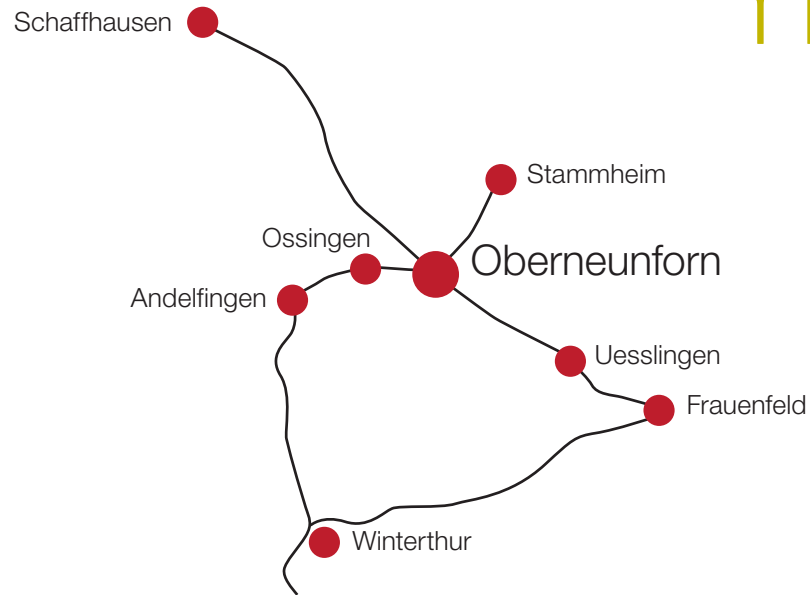 Schaffhausen
Stammheim
Ossingen
Oberneunforn
Andelfingen
Uesslingen
Frauenfeld
Winterthur